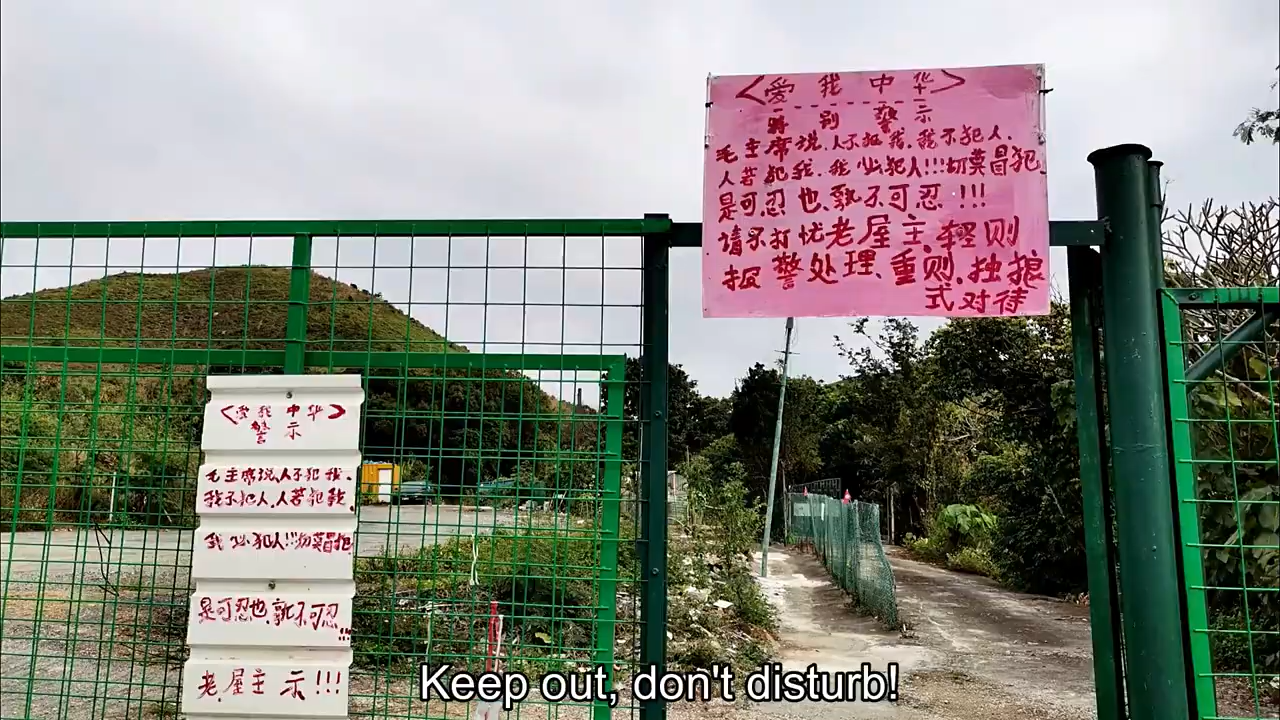 <爱我中华>
特别警示
毛主席说,人不犯我,我不犯人,
人若犯我,我必犯人!!!切莫冒犯,
是可忍也,孰不可忍!!!
请不打忧老屋主,轻则
报警处理、重则,独狼
式对待
<爱我中华>
警示
毛主席说,人不犯我,
我不犯人,人若犯我,
我必犯人!!!切莫冒犯
是可忍也,孰不可忍,!!!
老屋主示!!!
Keep out, don't disturb!